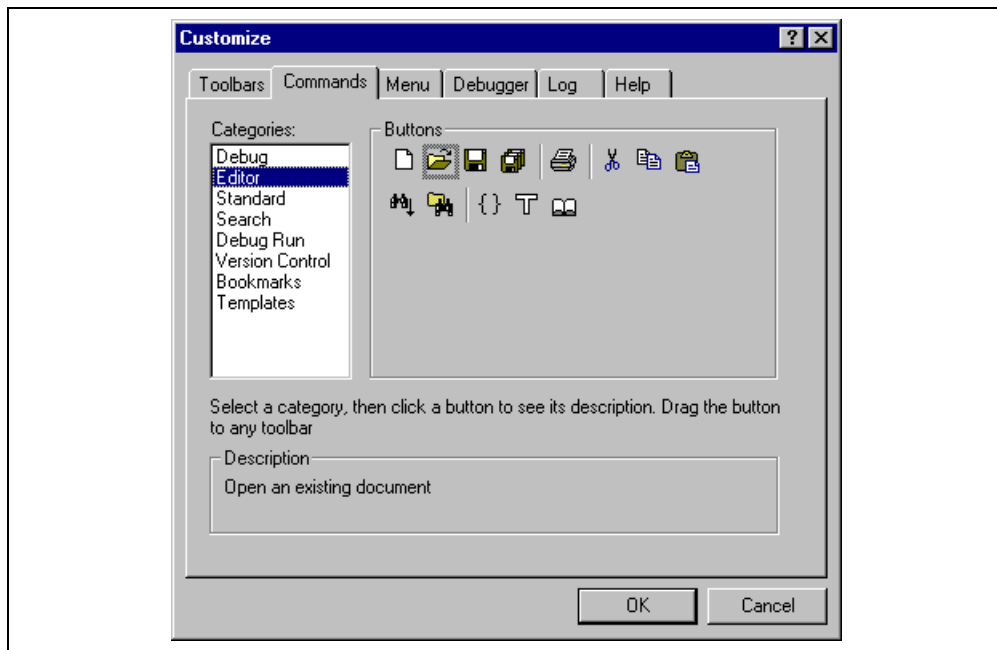 Customize
Toolbars Commands Menu Debugger Log Help
Categories:
Buttons
Debug
Editor
Standard
Search
Debug Run
Version Control
Bookmarks
Templates
Select a category, then click a button to see its description. Drag the button
to any toolbar
Description
Open an existing document
OK Cancel